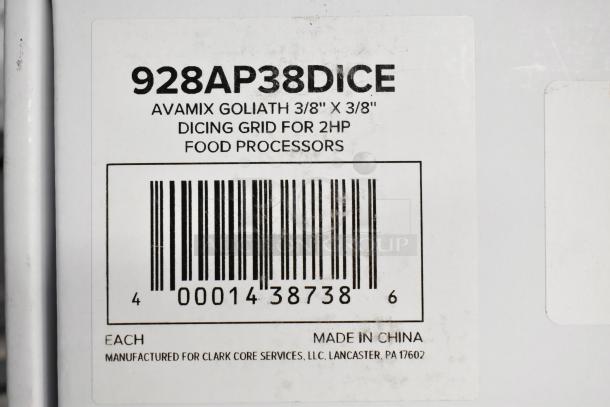 928AP38DICE
AVAMIX GOLIATH 3/8" X 3/8"
DICING GRID FOR 2HP
FOOD PROCESSORS
4 00014 38738 6
EACH MADE IN CHINA
MANUFACTURED FOR CLARK CORE SERVICES, LLC, LANCASTER, PA 17602